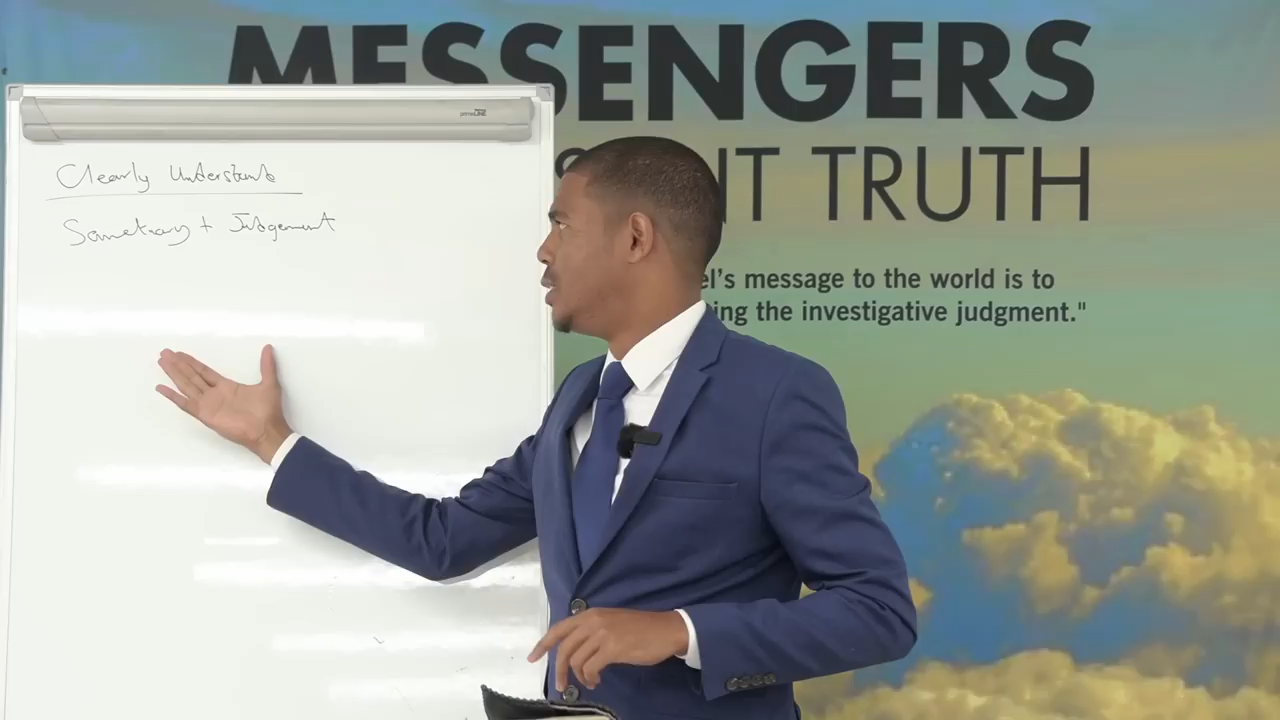 MESSENGERS
NT TRUTH
el's message to the world is to
ing the investigative judgment."
Clearly Understand
Sanctuary + Judgement